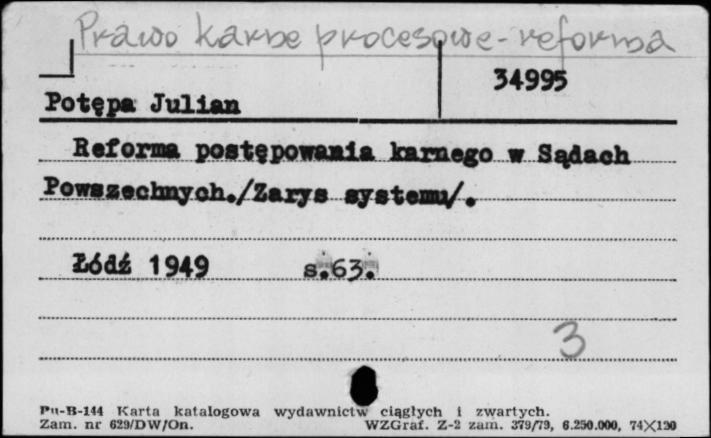 Prawo karne procesowe - reforma
34995
Potępa Julian
Reforma postępowania karnego w Sądach
Powszechnych./Zarys systemu/.
Łódź 1949 s.63.
3
Pu-B-144 Karta katalogowa wydawnictw ciągłych i zwartych.
Zam. nr 629/DW/On. WZGraf. Z-2 zam. 379/79, 6.250.000, 74×120